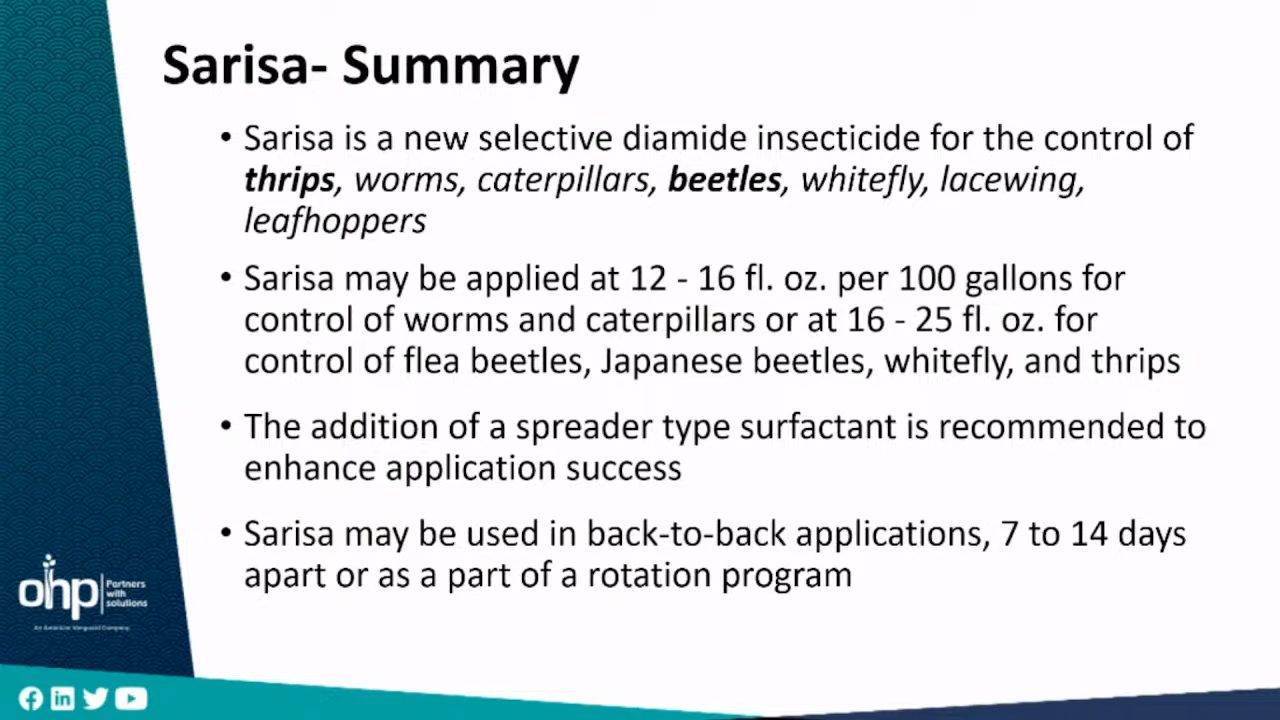 Sarisa- Summary
• Sarisa is a new selective diamide insecticide for the control of
thrips, worms, caterpillars, beetles, whitefly, lacewing,
leafhoppers
• Sarisa may be applied at 12 - 16 fl. oz. per 100 gallons for
control of worms and caterpillars or at 16 - 25 fl. oz. for
control of flea beetles, Japanese beetles, whitefly, and thrips
• The addition of a spreader type surfactant is recommended to
enhance application success
• Sarisa may be used in back-to-back applications, 7 to 14 days
apart or as a part of a rotation program
ohp
Partners
with
solutions
An American Vanguard Company